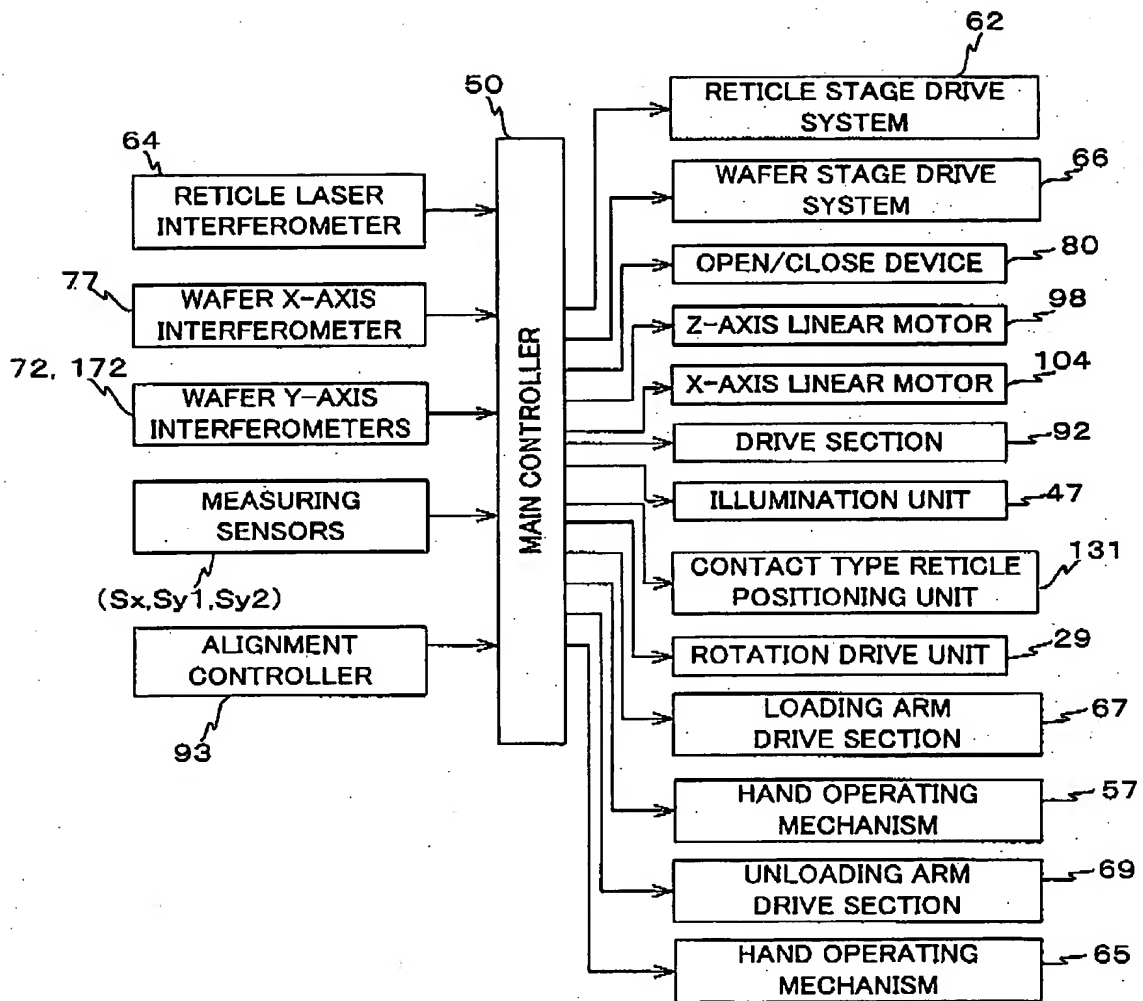 50
64
RETICLE LASER
INTERFEROMETER
77
WAFER X-AXIS
INTERFEROMETER
72, 172
WAFER Y-AXIS
INTERFEROMETERS
MEASURING
SENSORS
(Sx,Sy1,Sy2)
ALIGNMENT
CONTROLLER
93
MAIN CONTROLLER
62
RETICLE STAGE DRIVE
SYSTEM
WAFER STAGE DRIVE
SYSTEM
66
OPEN/CLOSE DEVICE
80
Z-AXIS LINEAR MOTOR
98
X-AXIS LINEAR MOTOR
104
DRIVE SECTION
92
ILLUMINATION UNIT
47
CONTACT TYPE RETICLE
POSITIONING UNIT
131
ROTATION DRIVE UNIT
29
LOADING ARM
DRIVE SECTION
67
HAND OPERATING
MECHANISM
57
UNLOADING ARM
DRIVE SECTION
69
HAND OPERATING
MECHANISM
65